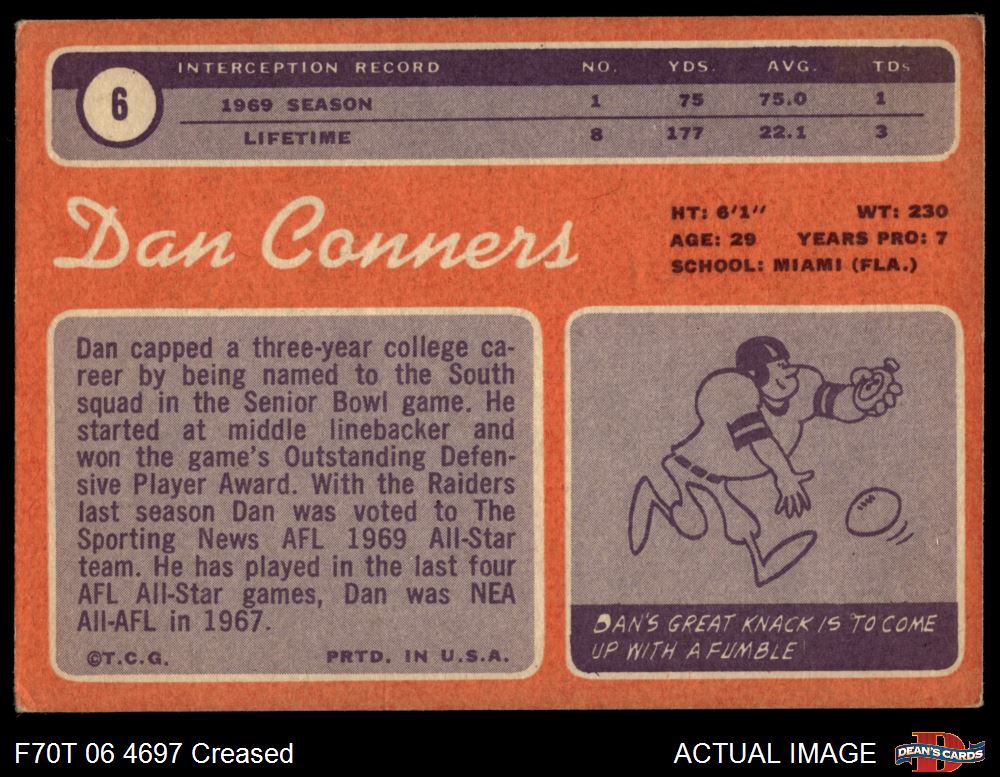 6
INTERCEPTION RECORD NO. YDS. AVG. TDs
1969 SEASON 1 75 75.0 1
LIFETIME 8 177 22.1 3
Dan Conners
HT: 6'1" WT: 230
AGE: 29 YEARS PRO: 7
SCHOOL: MIAMI (FLA.)
Dan capped a three-year college ca-
reer by being named to the South
squad in the Senior Bowl game. He
started at middle linebacker and
won the game's Outstanding Defen-
sive Player Award. With the Raiders
last season Dan was voted to The
Sporting News AFL 1969 All-Star
team. He has played in the last four
AFL All-Star games, Dan was NEA
All-AFL in 1967.
©T.C.G. PRTD. IN U.S.A.
DAN'S GREAT KNACK IS TO COME
UP WITH A FUMBLE
F70T 06 4697 Creased
ACTUAL IMAGE
DEAN'S CARDS